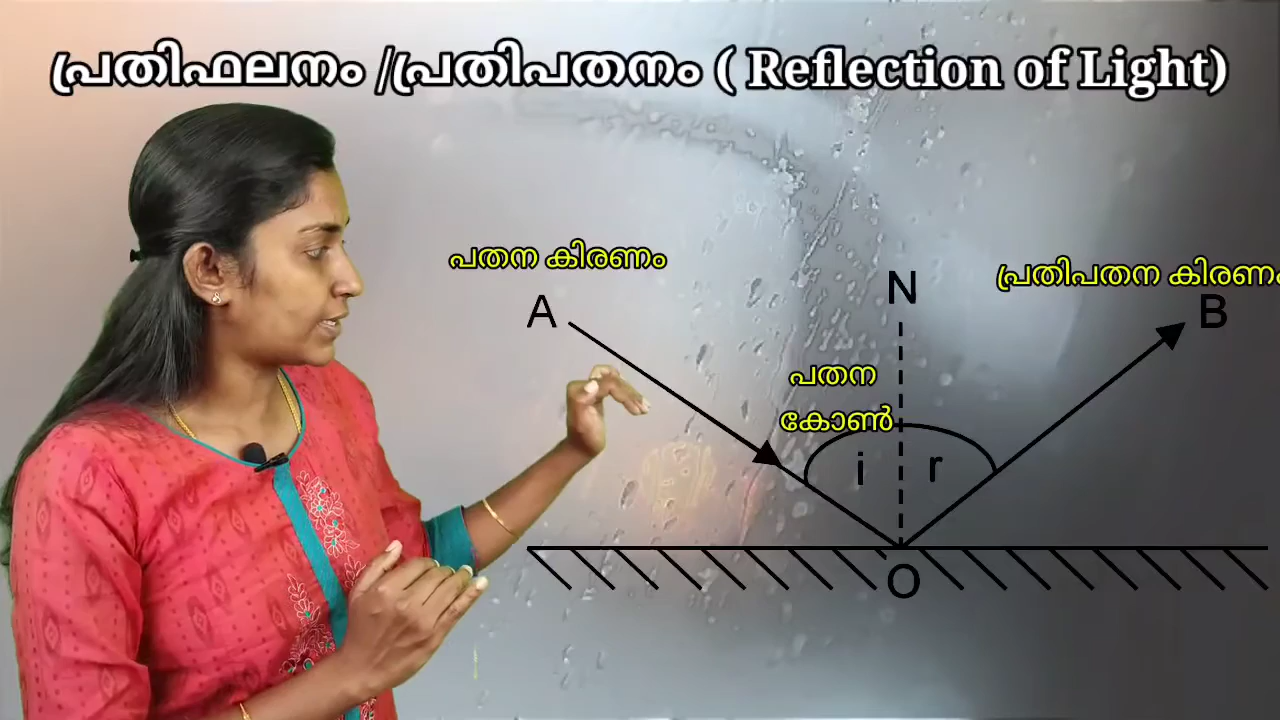 പ്രതിഫലനം /പ്രതിപതനം ( Reflection of Light)
പതന കിരണം
പ്രതിപതന കിരണം
A
N
B
പതന
കോൺ
i
r
O